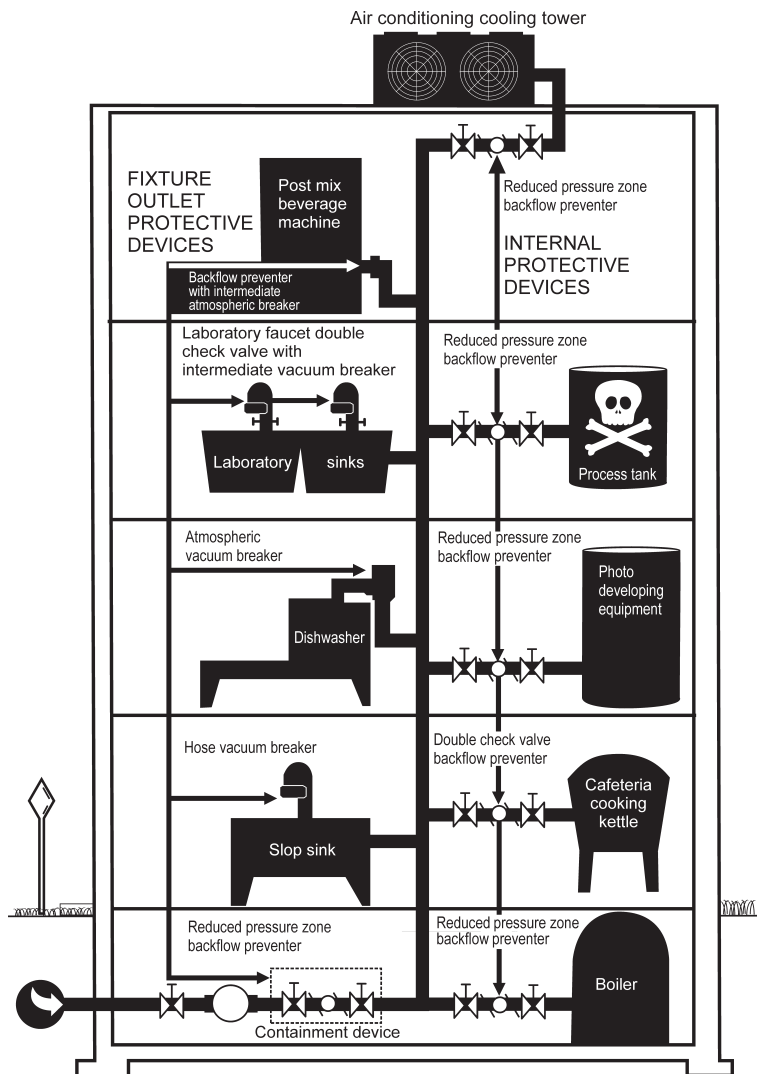 Air conditioning cooling tower
FIXTURE
OUTLET
PROTECTIVE
DEVICES
Post mix
beverage
machine
Reduced pressure zone
backflow preventer
INTERNAL
PROTECTIVE
DEVICES
Backflow preventer
with intermediate
atmospheric breaker
Laboratory faucet double
check valve with
intermediate vacuum breaker
Reduced pressure zone
backflow preventer
Laboratory
sinks
Process tank
Atmospheric
vacuum breaker
Reduced pressure zone
backflow preventer
Photo
developing
equipment
Dishwasher
Hose vacuum breaker
Double check valve
backflow preventer
Cafeteria
cooking
kettle
Slop sink
Reduced pressure zone
backflow preventer
Reduced pressure zone
backflow preventer
Boiler
Containment device